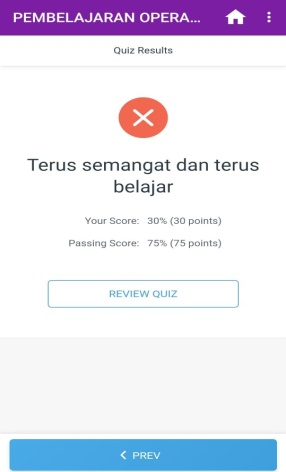 PEMBELAJARAN OPERA...
Quiz Results
Terus semangat dan terus
belajar
Your Score: 30% (30 points)
Passing Score: 75% (75 points)
REVIEW QUIZ
PREV